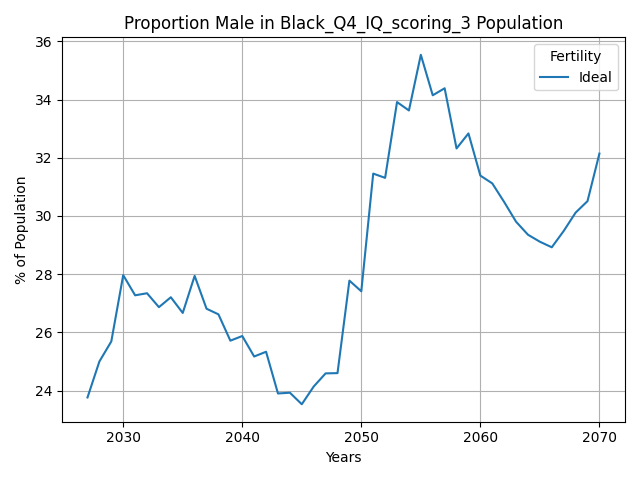 Proportion Male in Black_Q4_IQ_scoring_3 Population
36
34
32
30
28
26
24
% of Population
Fertility
Ideal
2030 2040 2050 2060 2070
Years